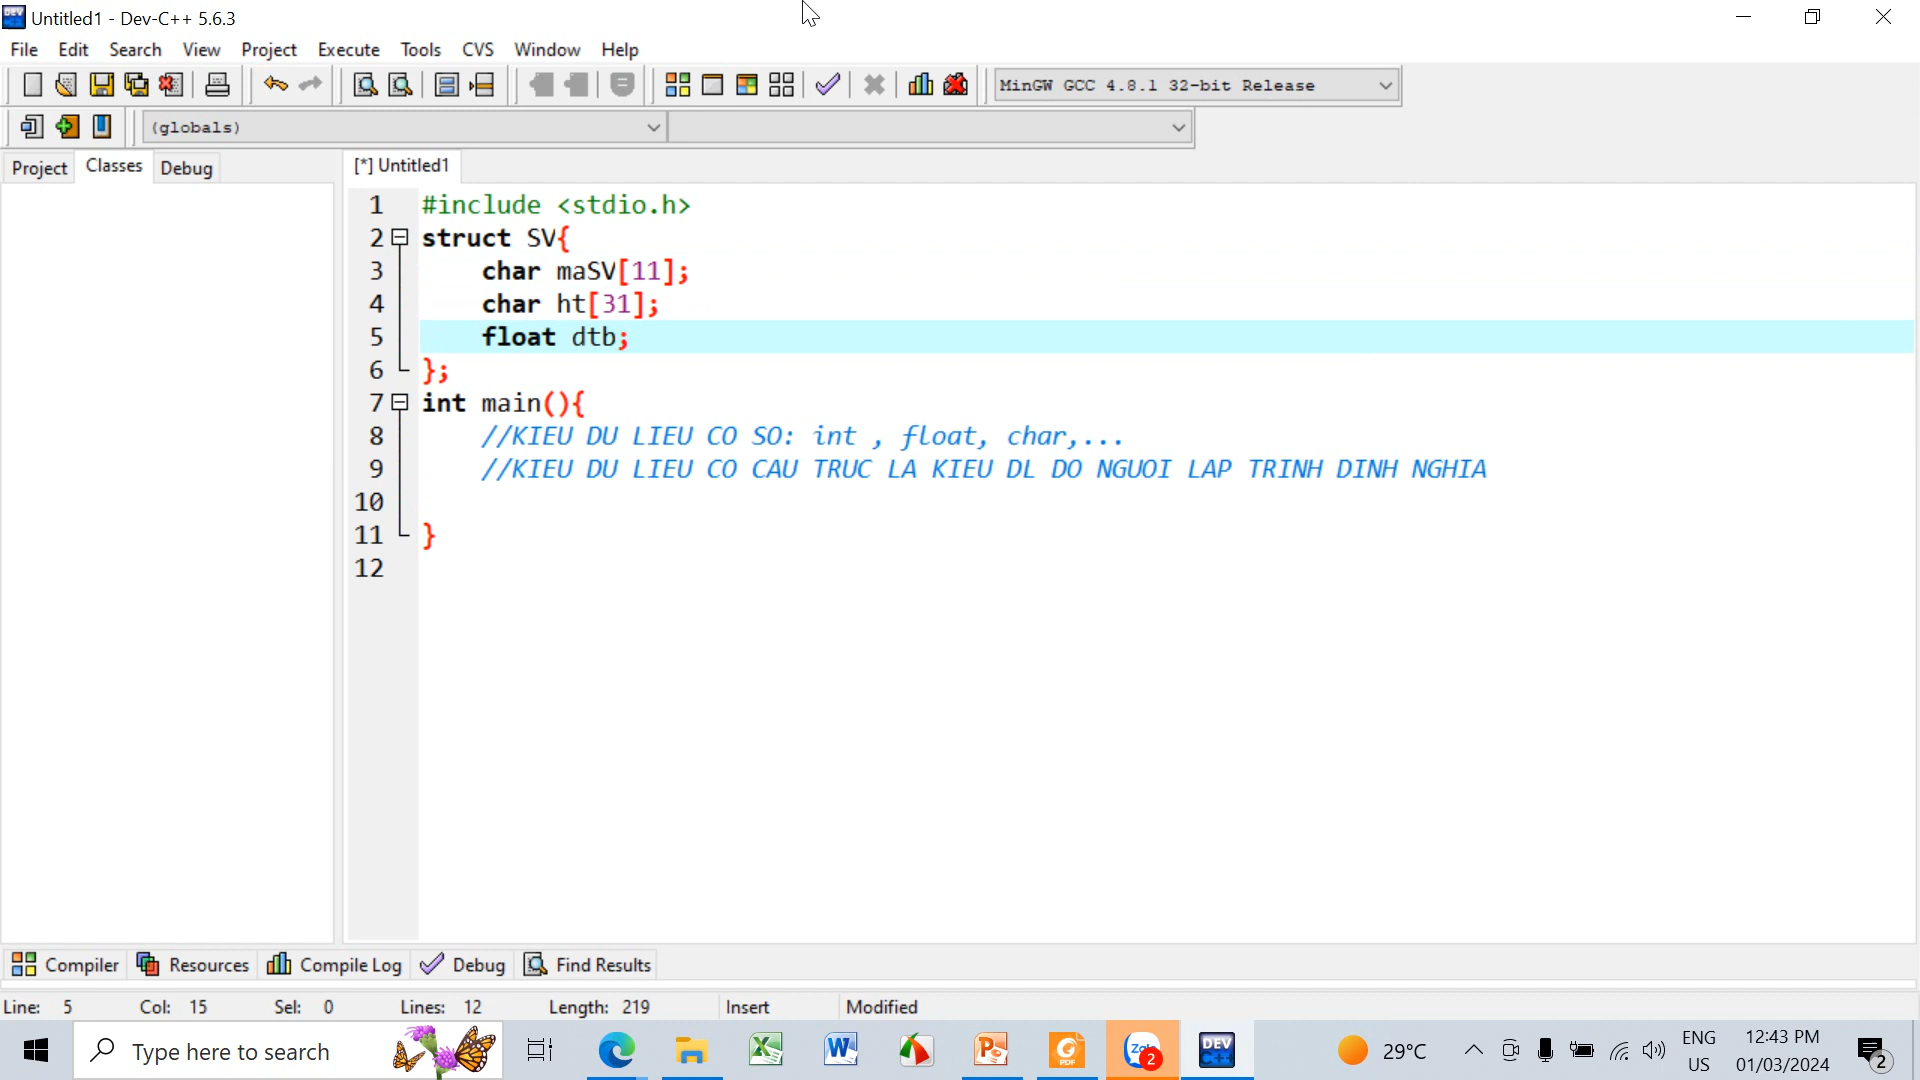 Untitled1 - Dev-C++ 5.6.3
File Edit Search View Project Execute Tools CVS Window Help
MinGW GCC 4.8.1 32-bit Release
(globals)
Project Classes Debug [*] Untitled1
1 #include <stdio.h>
2 struct SV{
3 char maSV[11];
4 char ht[31];
5 float dtb;
6 };
7 int main(){
8 //KIEU DU LIEU CO SO: int , float, char,...
9 //KIEU DU LIEU CO CAU TRUC LA KIEU DL DO NGUOI LAP TRINH DINH NGHIA
10
11 }
12
Compiler Resources Compile Log Debug Find Results
Line: 5 Col: 15 Sel: 0 Lines: 12 Length: 219 Insert Modified
Type here to search
DEV C++
2
29°C
ENG
US
12:43 PM
01/03/2024
2